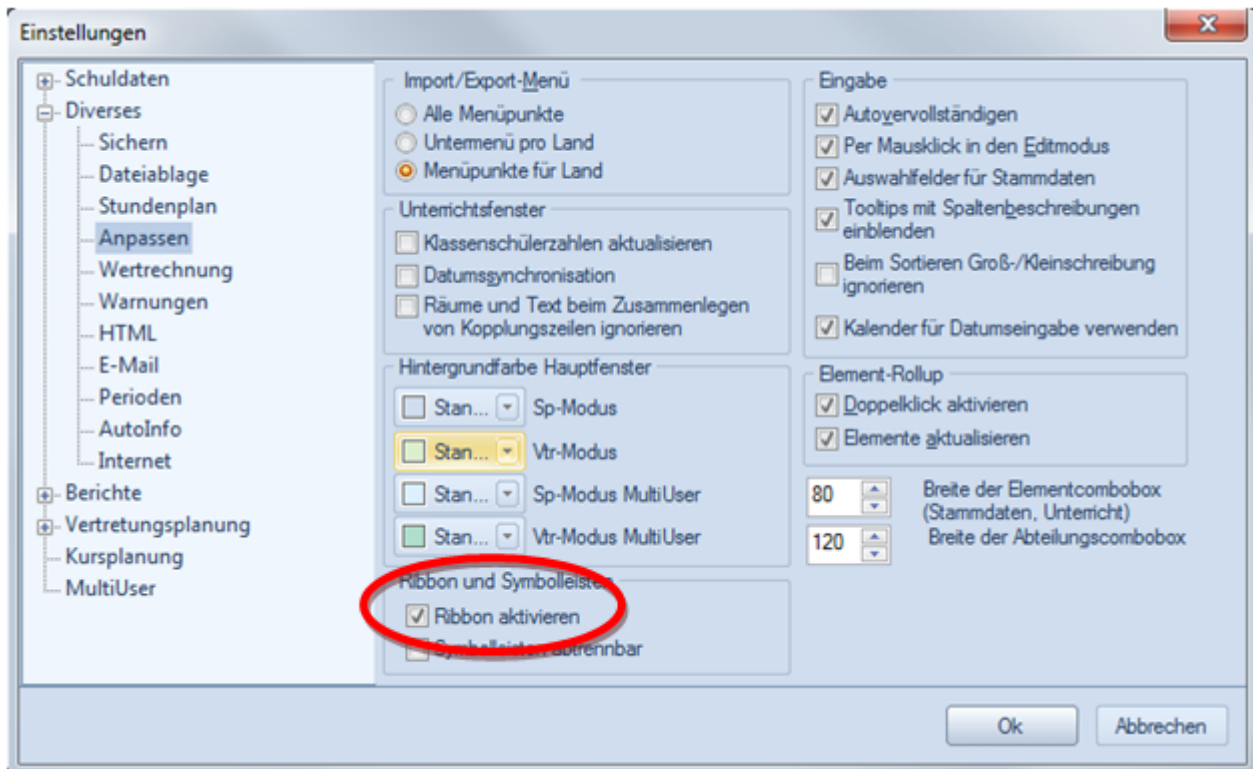 Einstellungen
Schuldaten
Diverses
Sichern
Dateiablage
Stundenplan
Anpassen
Wertrechnung
Warnungen
HTML
E-Mail
Perioden
AutoInfo
Internet
Berichte
Vertretungsplanung
Kursplanung
MultiUser
Import/Export-Menü
Alle Menüpunkte
Untermenü pro Land
Menüpunkte für Land
Unterrichtsfenster
Klassenschülerzahlen aktualisieren
Datumssynchronisation
Räume und Text beim Zusammenlegen
von Kopplungszeilen ignorieren
Hintergrundfarbe Hauptfenster
Stan... Sp-Modus
Stan... Vtr-Modus
Stan... Sp-Modus MultiUser
Stan... Vtr-Modus MultiUser
Ribbon und Symbolleisten
Ribbon aktivieren
Symbolleisten abtrennbar
Eingabe
Autovervollständigen
Per Mausklick in den Editmodus
Auswahlfelder für Stammdaten
Tooltips mit Spaltenbeschreibungen
einblenden
Beim Sortieren Groß-/Kleinschreibung
ignorieren
Kalender für Datumseingabe verwenden
Element-Rollup
Doppelklick aktivieren
Elemente aktualisieren
80 Breite der Elementcombobox
(Stammdaten, Unterricht)
120 Breite der Abteilungscombobox
Ok
Abbrechen